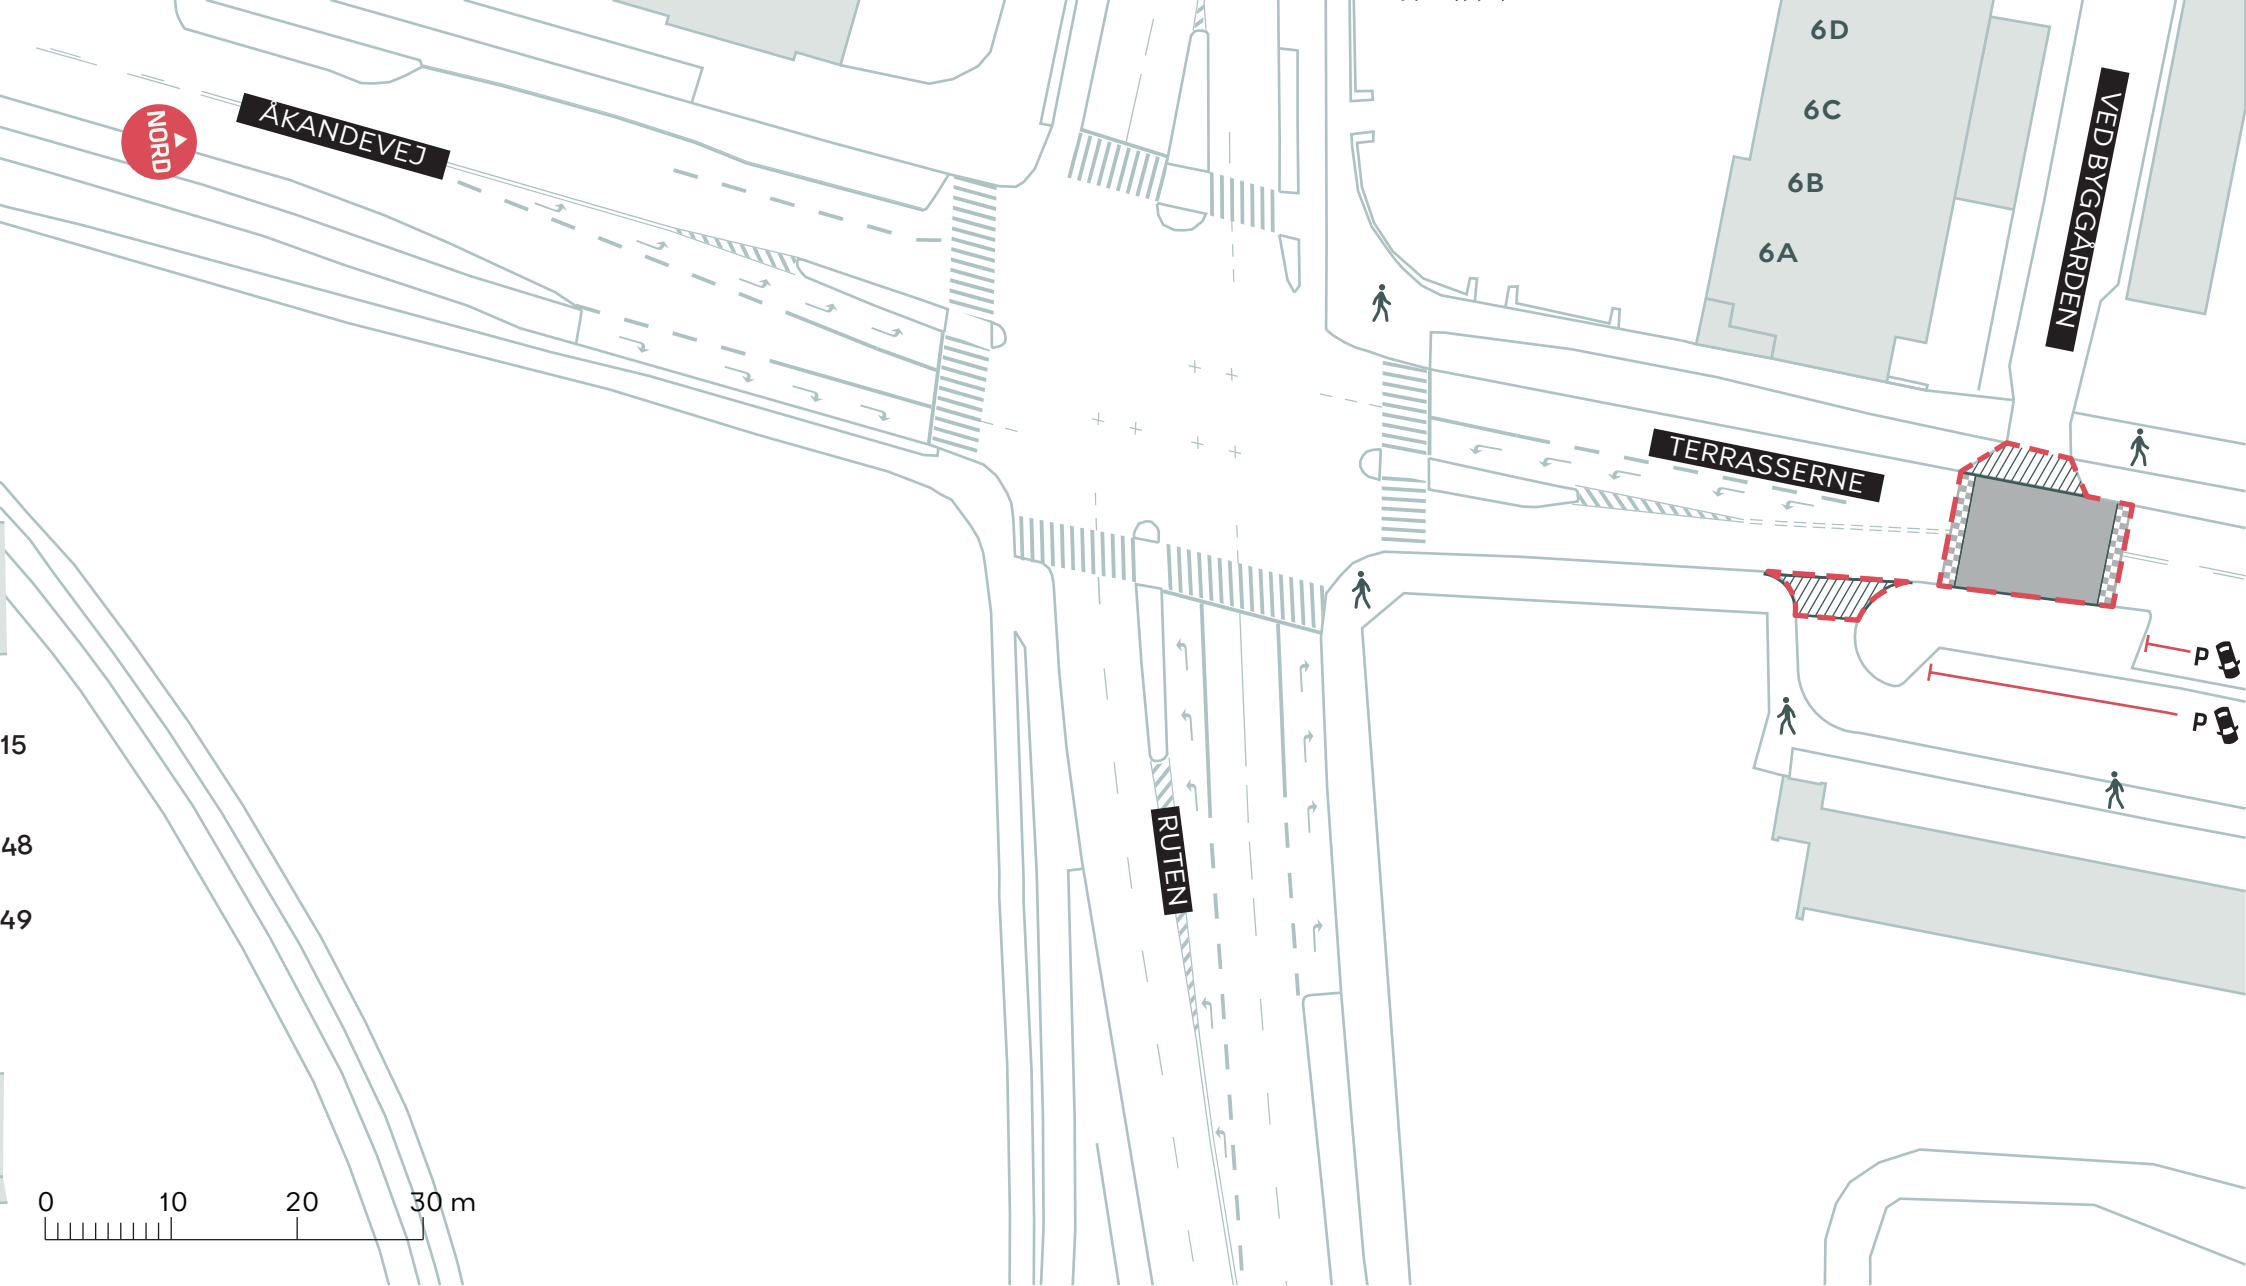 6D
6C
6B
6A
VED BYGGÅRDEN
ÅKANDEVEJ
NORD
TERRASSERNE
P
P
15
48
49
RUTEN
0 10 20 30 m